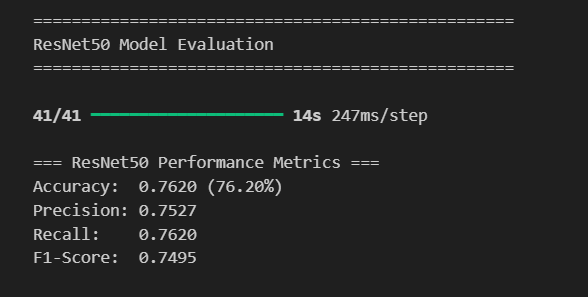 ==================================================
ResNet50 Model Evaluation
==================================================
41/41 ━━━━━━━━━━━━━━━━━━━━ 14s 247ms/step
=== ResNet50 Performance Metrics ===
Accuracy:  0.7620 (76.20%)
Precision: 0.7527
Recall:    0.7620
F1-Score:  0.7495